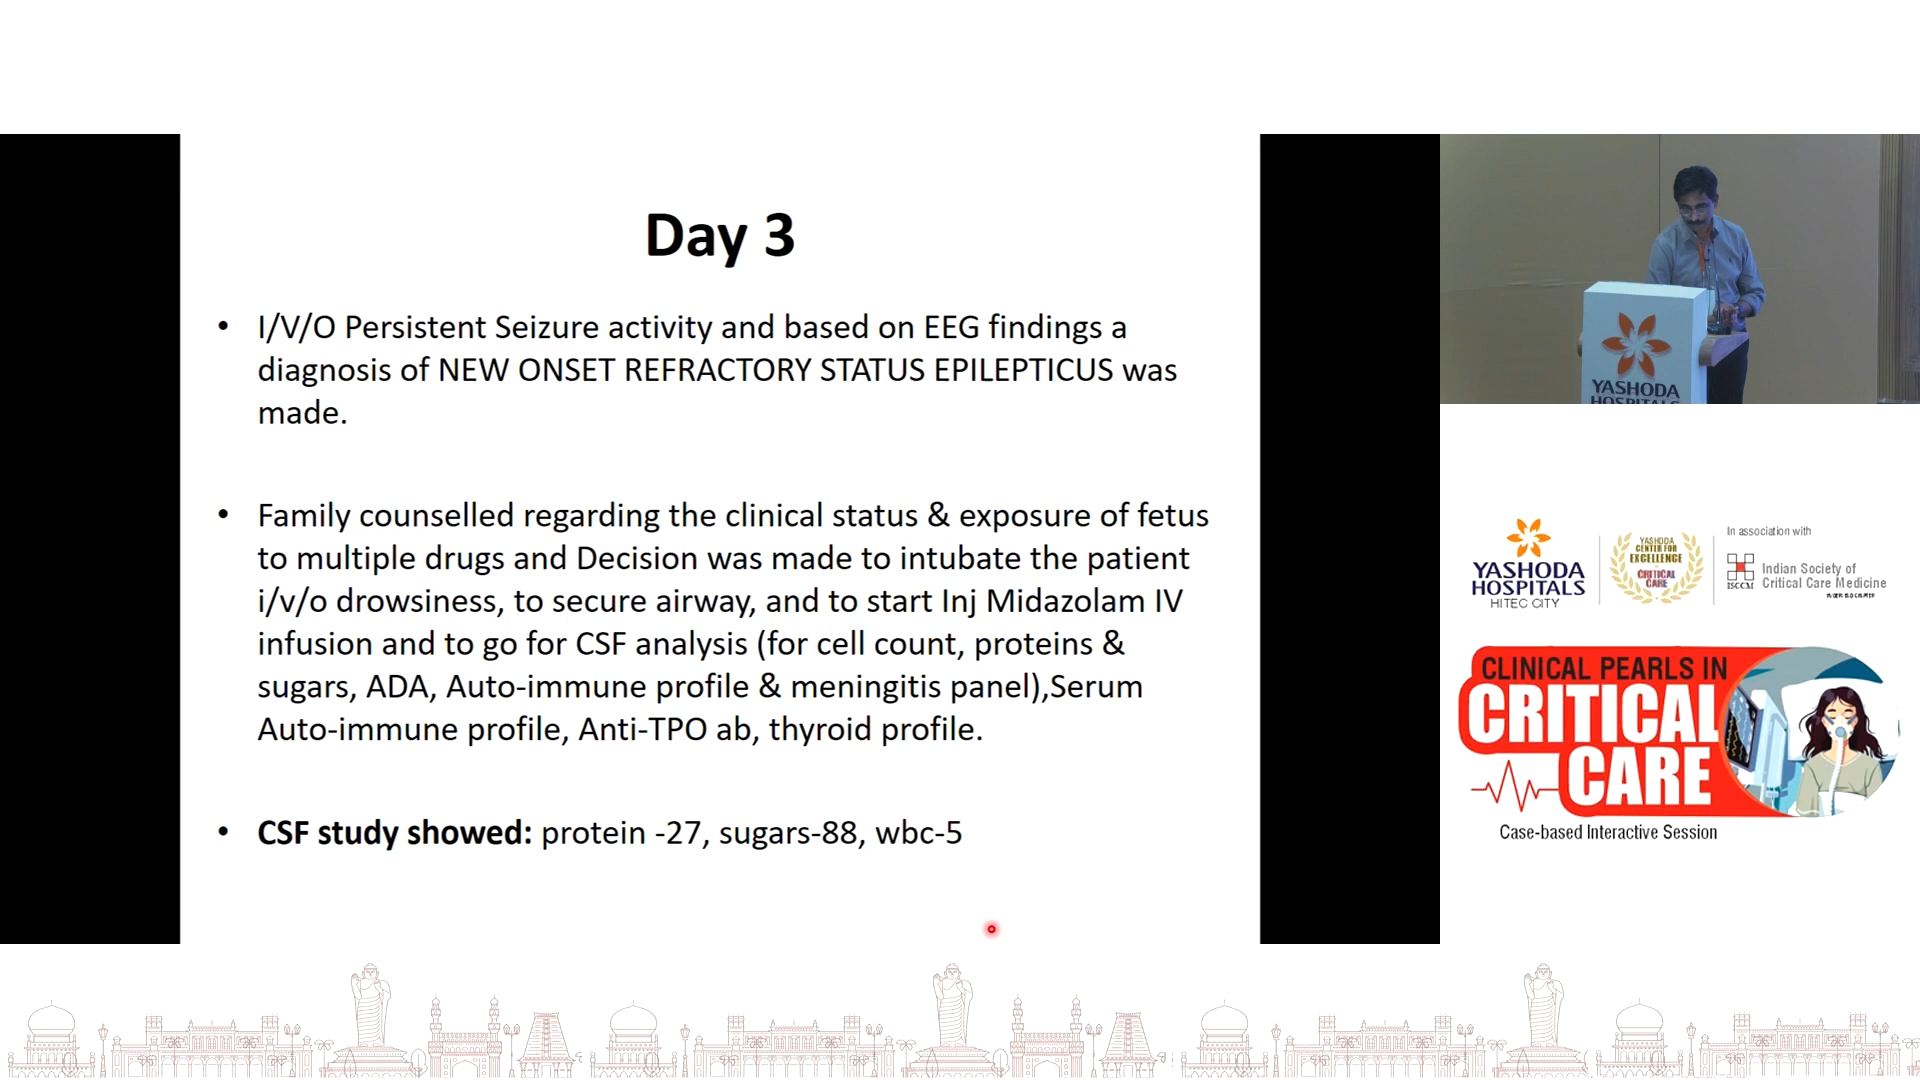 Day 3
• I/V/O Persistent Seizure activity and based on EEG findings a
diagnosis of NEW ONSET REFRACTORY STATUS EPILEPTICUS was
made.
• Family counselled regarding the clinical status & exposure of fetus
to multiple drugs and Decision was made to intubate the patient
i/v/o drowsiness, to secure airway, and to start Inj Midazolam IV
infusion and to go for CSF analysis (for cell count, proteins &
sugars, ADA, Auto-immune profile & meningitis panel),Serum
Auto-immune profile, Anti-TPO ab, thyroid profile.
• CSF study showed: protein -27, sugars-88, wbc-5
YASHODA
HOSPITALS
YASHODA
HOSPITALS
HITEC CITY
YASHODA
CENTER FOR
EXCELLENCE
CRITICAL
CARE
In association with
ISCCM
Indian Society of
Critical Care Medicine
CLINICAL PEARLS IN
CRITICAL
CARE
Case-based Interactive Session